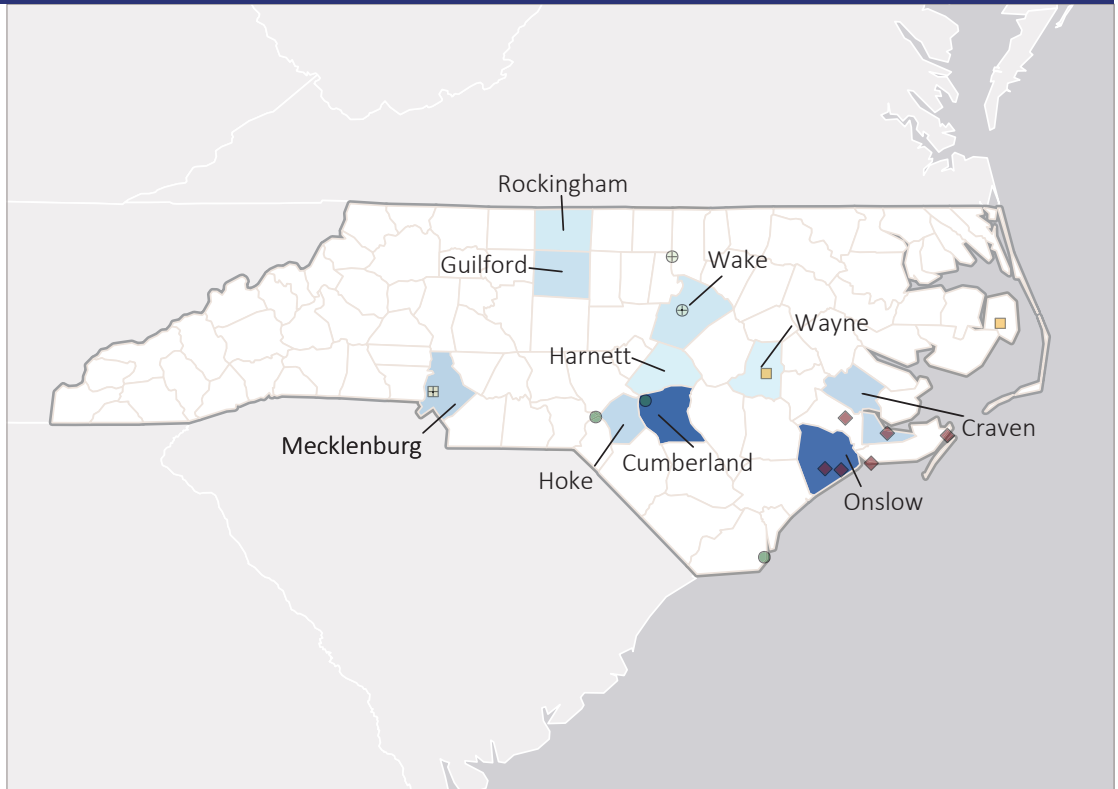 Rockingham
Guilford
Wake
Wayne
Harnett
Craven
Mecklenburg
Cumberland
Hoke
Onslow